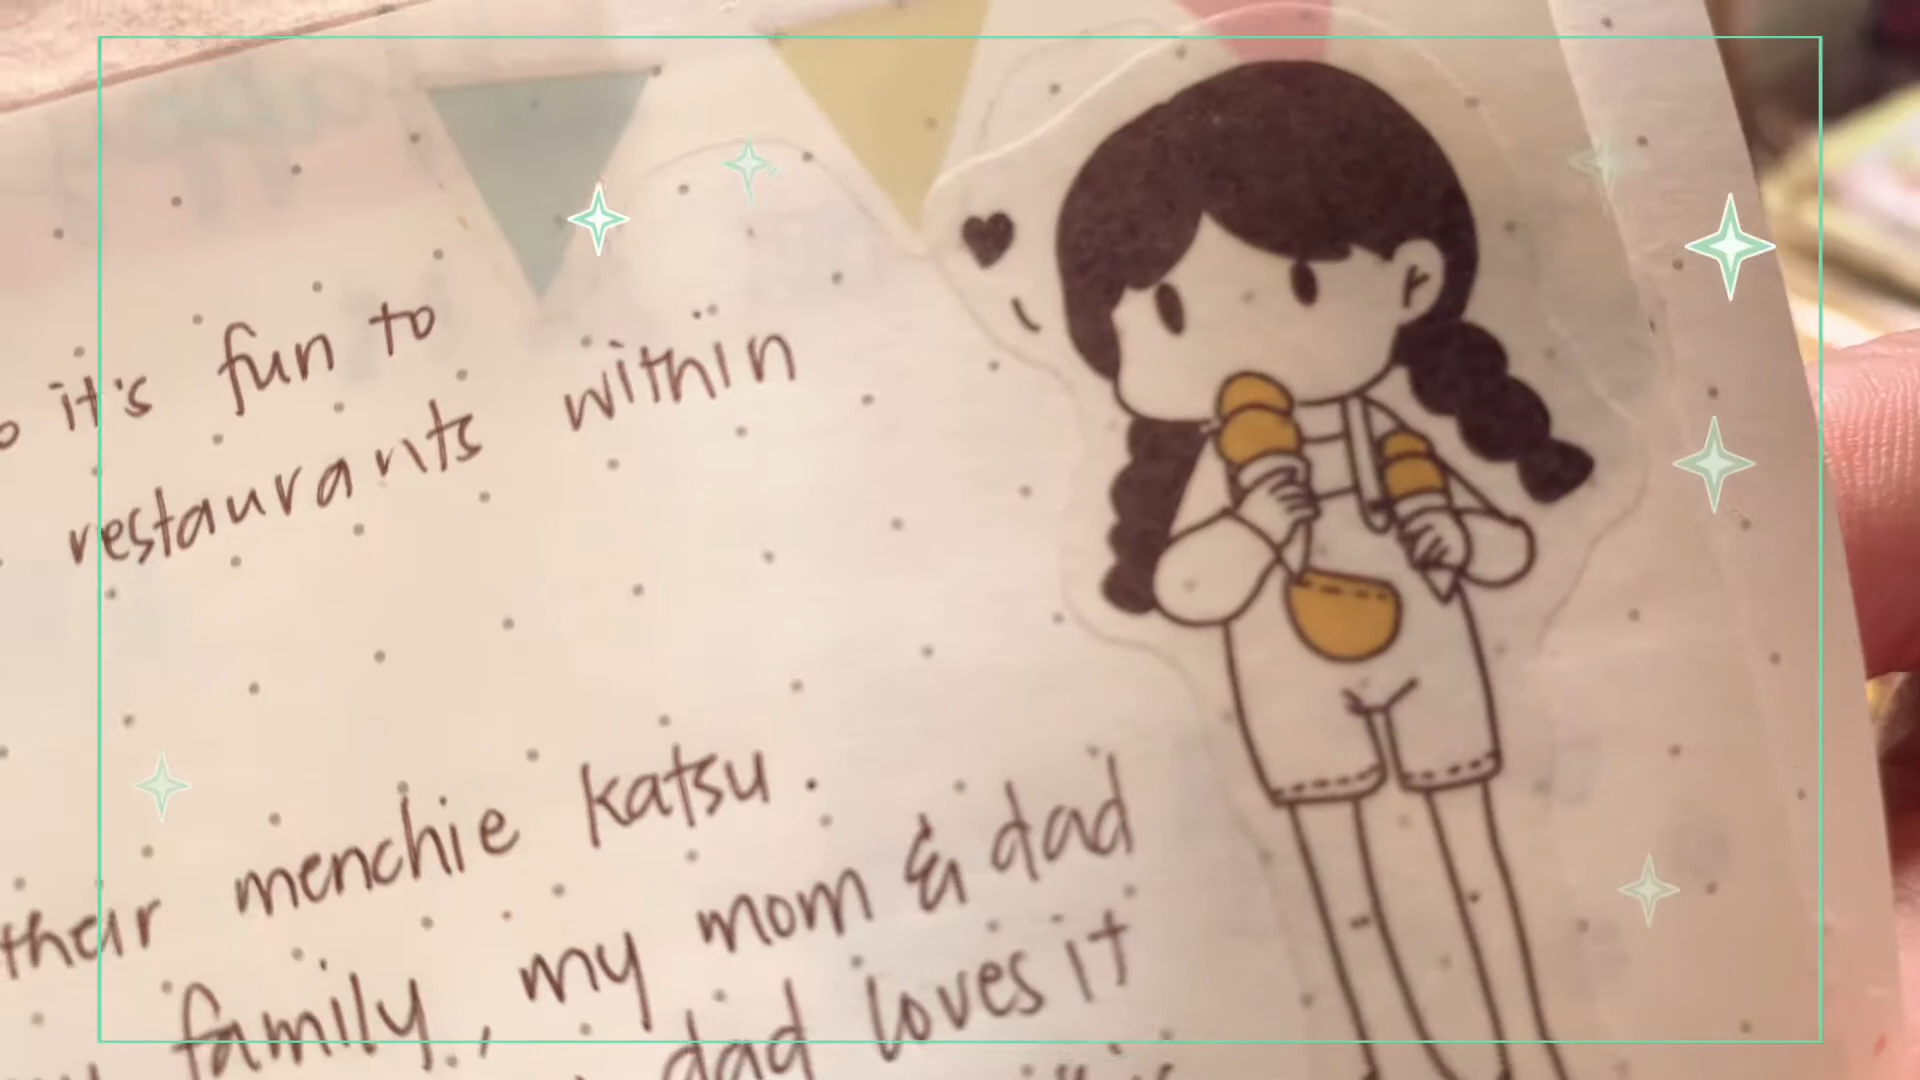 it's fun to
restaurants within
their menchie katsu.
family, my mom & dad
dad loves it